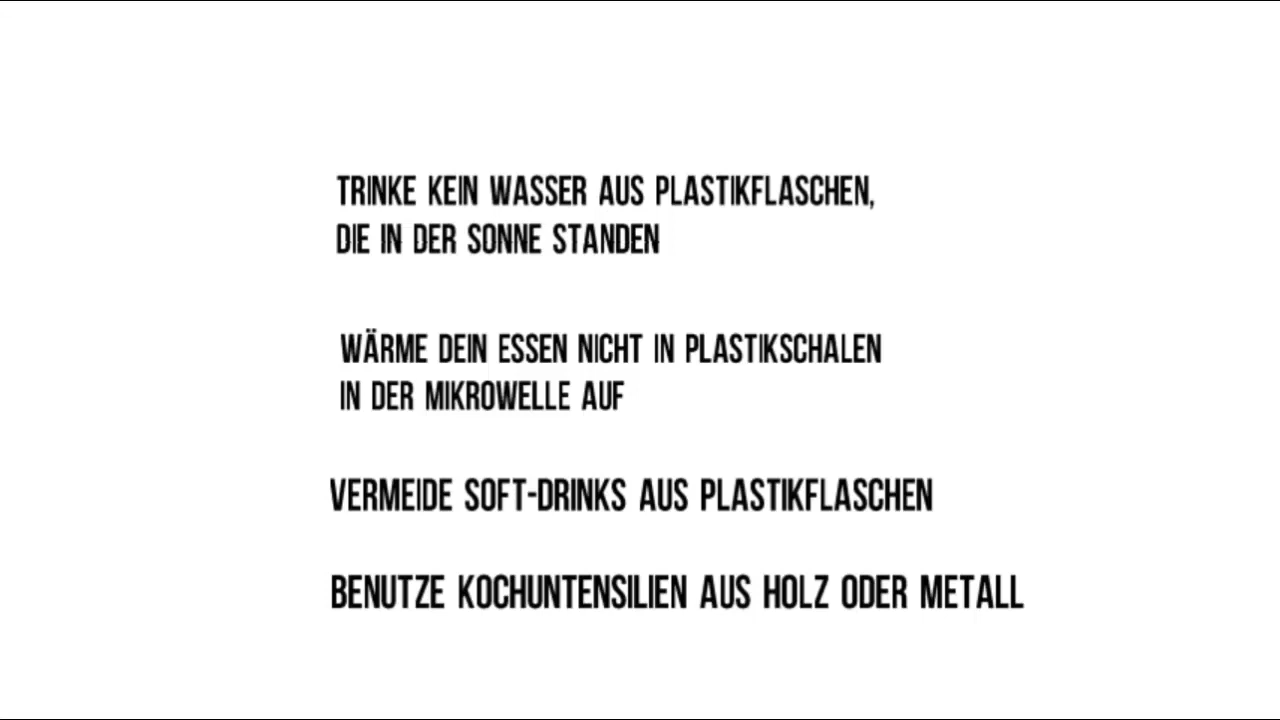 TRINKE KEIN WASSER AUS PLASTIKFLASCHEN,
DIE IN DER SONNE STANDEN
WÄRME DEIN ESSEN NICHT IN PLASTIKSCHALEN
IN DER MIKROWELLE AUF
VERMEIDE SOFT-DRINKS AUS PLASTIKFLASCHEN
BENUTZE KOCHUNTENSILIEN AUS HOLZ ODER METALL